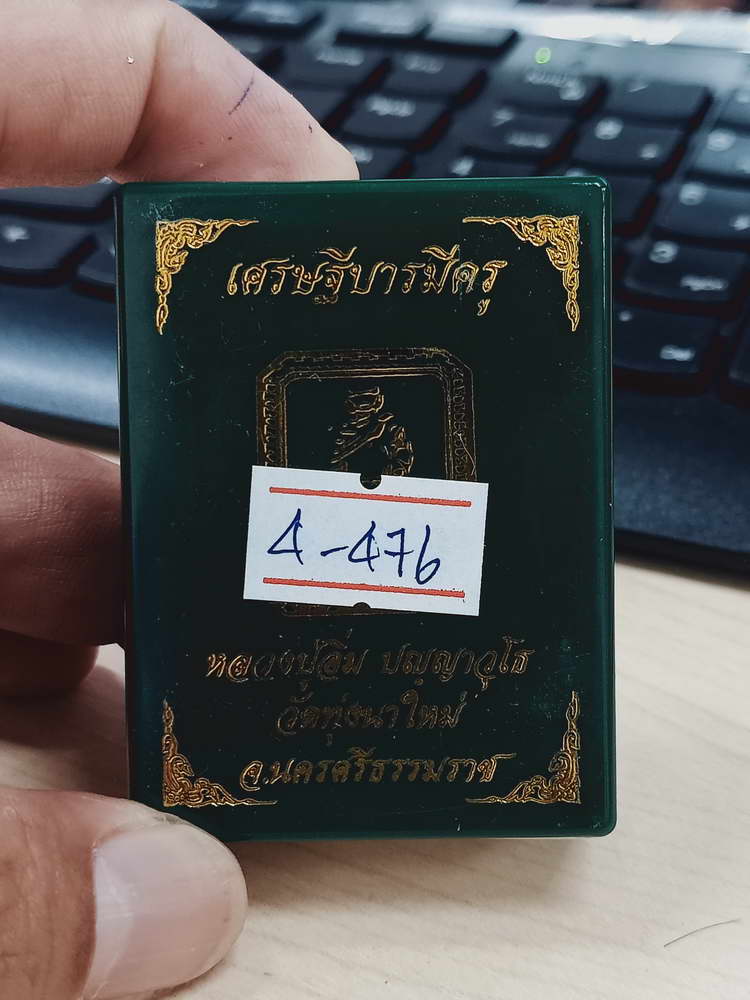 เศรษฐีบารมีครู
4-476
หลวงปู่อิ่ม ปญฺญาวุโธ
วัดทุ่งนาใหม่
จ.นครศรีธรรมราช